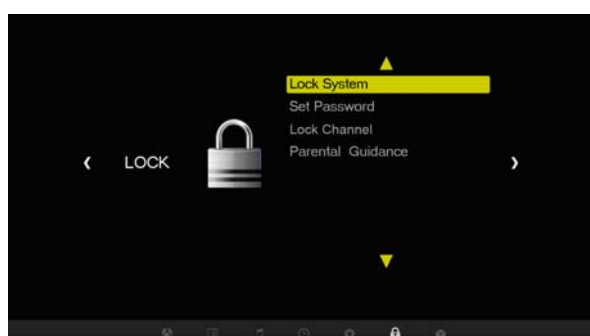 Lock System
Set Password
Lock Channel
LOCK
Parental Guidance